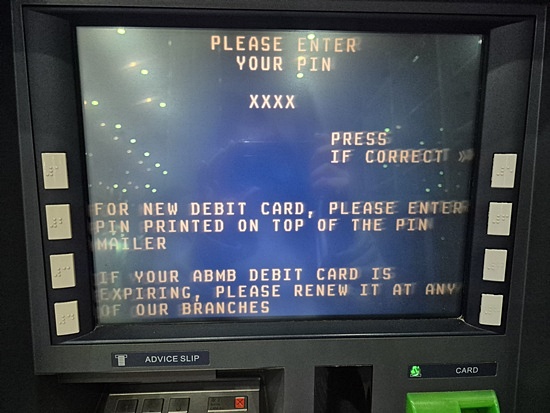 PLEASE ENTER
YOUR PIN
XXXX
PRESS
IF CORRECT »
FOR NEW DEBIT CARD, PLEASE ENTER
PIN PRINTED ON TOP OF THE PIN
MAILER
IF YOUR ABMB DEBIT CARD IS
EXPIRING, PLEASE RENEW IT AT ANY
OF OUR BRANCHES
ADVICE SLIP
CARD